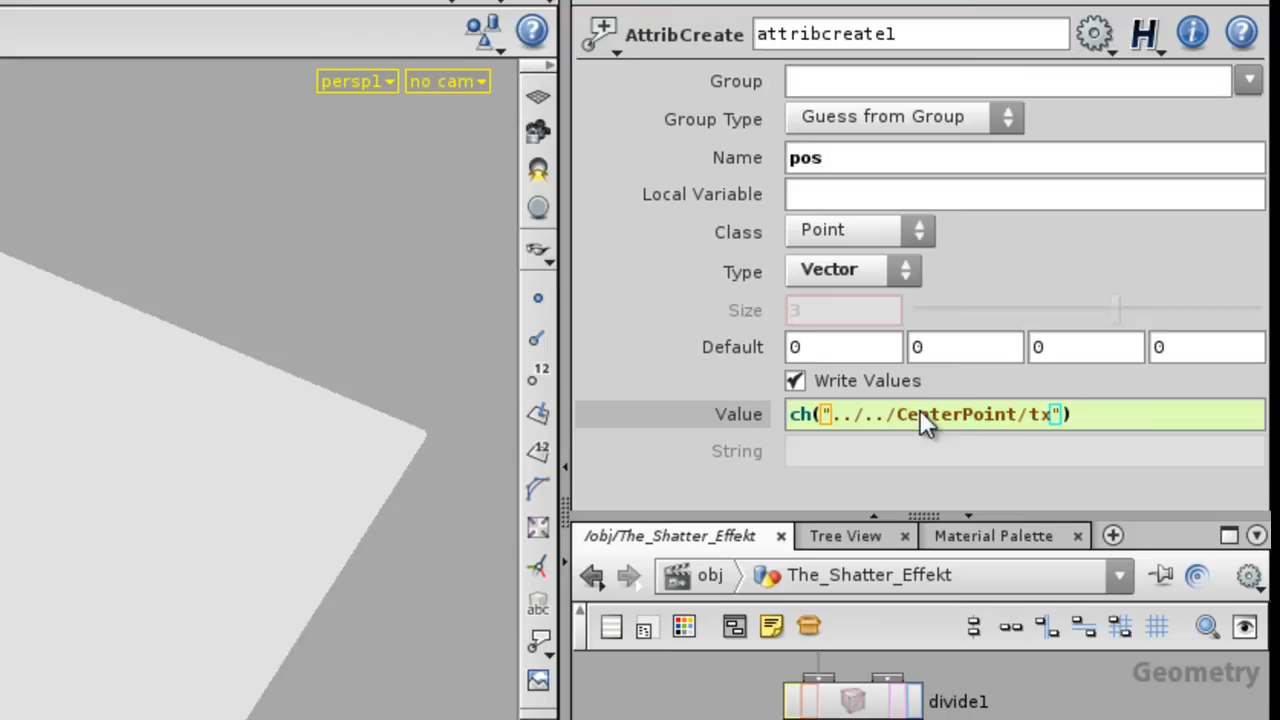 AttribCreate attribcreate1
persp1 no cam
Group
Group Type Guess from Group
Name pos
Local Variable
Class Point
Type Vector
Size 3
Default 0 0 0 0
Write Values
Value ch("../../CenterPoint/tx")
String
12
12
abc
/obj/The_Shatter_Effekt Tree View Material Palette
obj The_Shatter_Effekt
Geometry
divide1